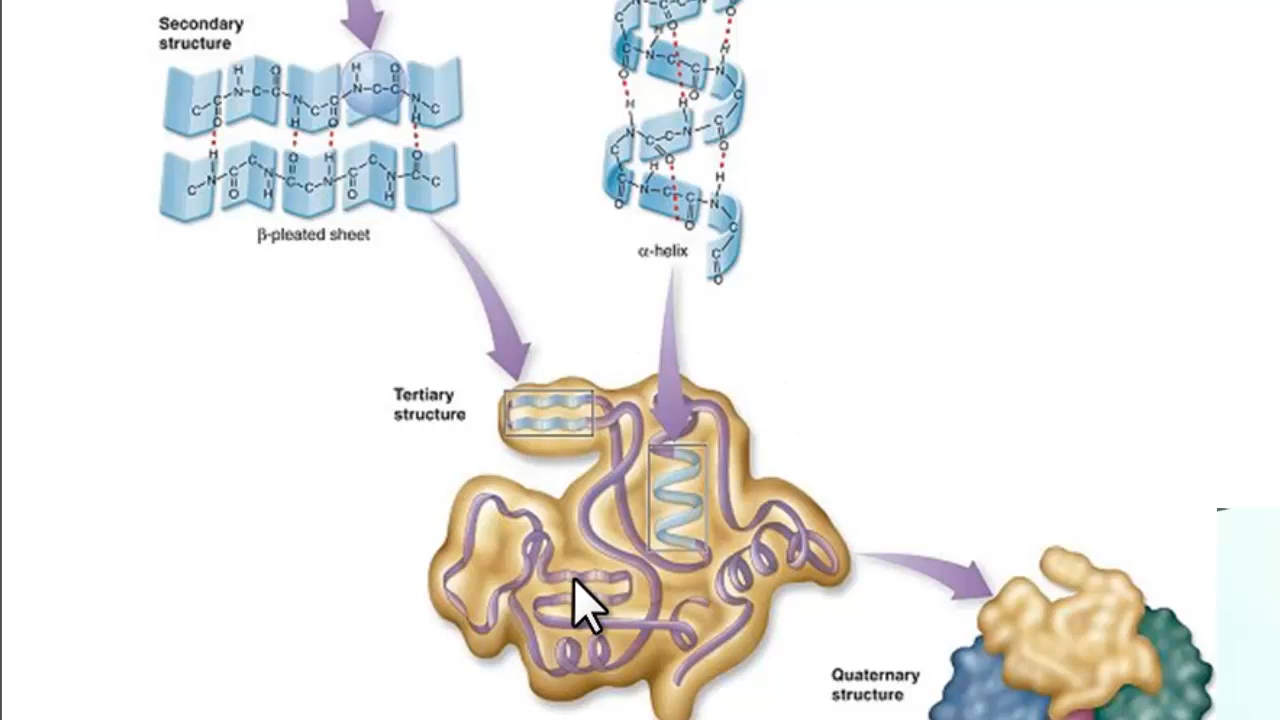 Secondary
structure
β-pleated sheet
α-helix
Tertiary
structure
Quaternary
structure